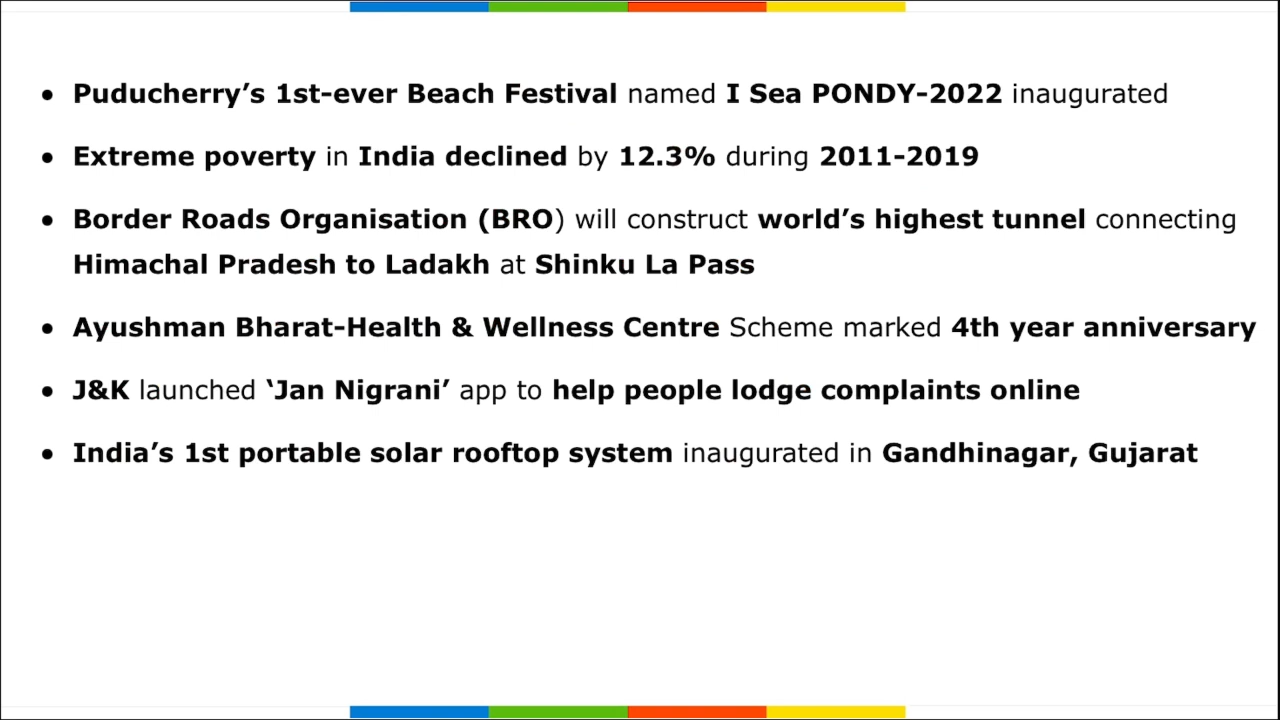 • Puducherry’s 1st-ever Beach Festival named I Sea PONDY-2022 inaugurated
• Extreme poverty in India declined by 12.3% during 2011-2019
• Border Roads Organisation (BRO) will construct world’s highest tunnel connecting
Himachal Pradesh to Ladakh at Shinku La Pass
• Ayushman Bharat-Health & Wellness Centre Scheme marked 4th year anniversary
• J&K launched ‘Jan Nigrani’ app to help people lodge complaints online
• India’s 1st portable solar rooftop system inaugurated in Gandhinagar, Gujarat